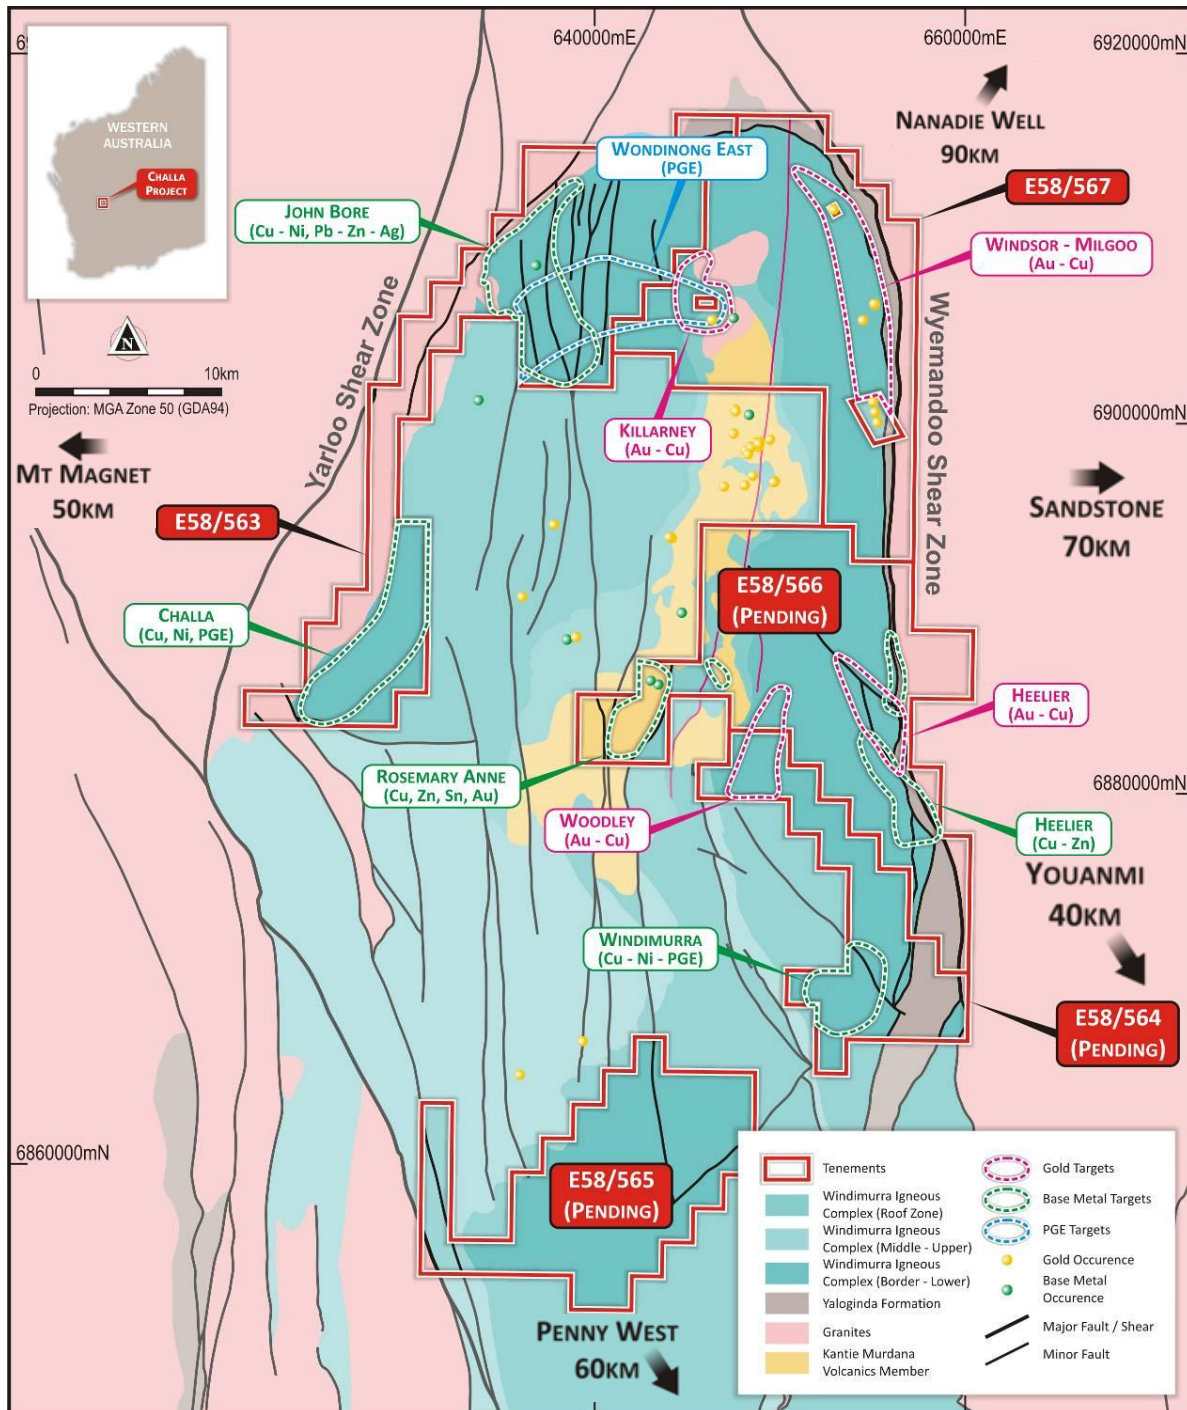 640000mE
660000mE
6920000mN
WESTERN
AUSTRALIA
CHALLA
PROJECT
NANADIE WELL
90KM
WONDINONG EAST
(PGE)
E58/567
JOHN BORE
(Cu - Ni, Pb - Zn - Ag)
WINDSOR - MILGOO
(Au - Cu)
Yarloo Shear Zone
Wyemandoo Shear Zone
N
0
10km
Projection: MGA Zone 50 (GDA94)
KILLARNEY
(Au - Cu)
6900000mN
MT MAGNET
50KM
SANDSTONE
70KM
E58/563
E58/566
(PENDING)
CHALLA
(Cu, Ni, PGE)
HEELIER
(Au - Cu)
ROSEMARY ANNE
(Cu, Zn, Sn, Au)
6880000mN
WOODLEY
(Au - Cu)
HEELIER
(Cu - Zn)
YOUANMI
40KM
WINDIMURRA
(Cu - Ni - PGE)
E58/564
(PENDING)
6860000mN
E58/565
(PENDING)
PENNY WEST
60KM
Tenements
Windimurra Igneous
Complex (Roof Zone)
Windimurra Igneous
Complex (Middle - Upper)
Windimurra Igneous
Complex (Border - Lower)
Yaloginda Formation
Granites
Kantie Murdana
Volcanics Member
Gold Targets
Base Metal Targets
PGE Targets
Gold Occurence
Base Metal
Occurence
Major Fault / Shear
Minor Fault